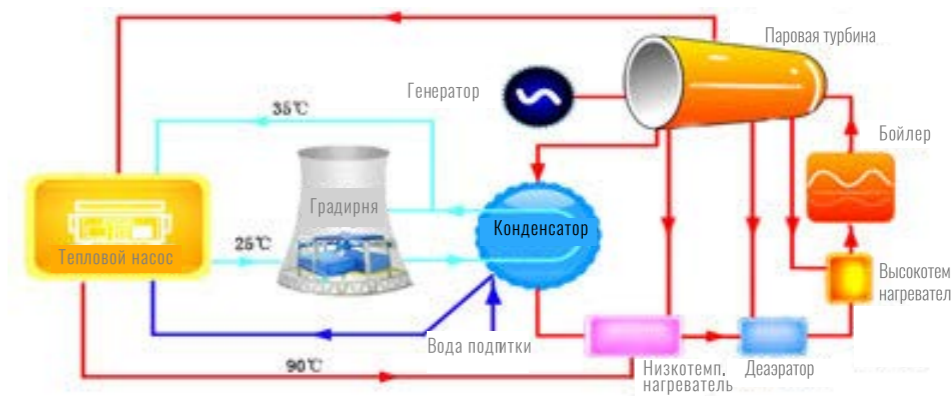 Паровая турбина
Генератор
35℃
Бойлер
Градирня
Конденсатор
25℃
Тепловой насос
Высокотем
нагревател
Вода подпитки
90℃
Низкотемп.
нагреватель
Деаэратор